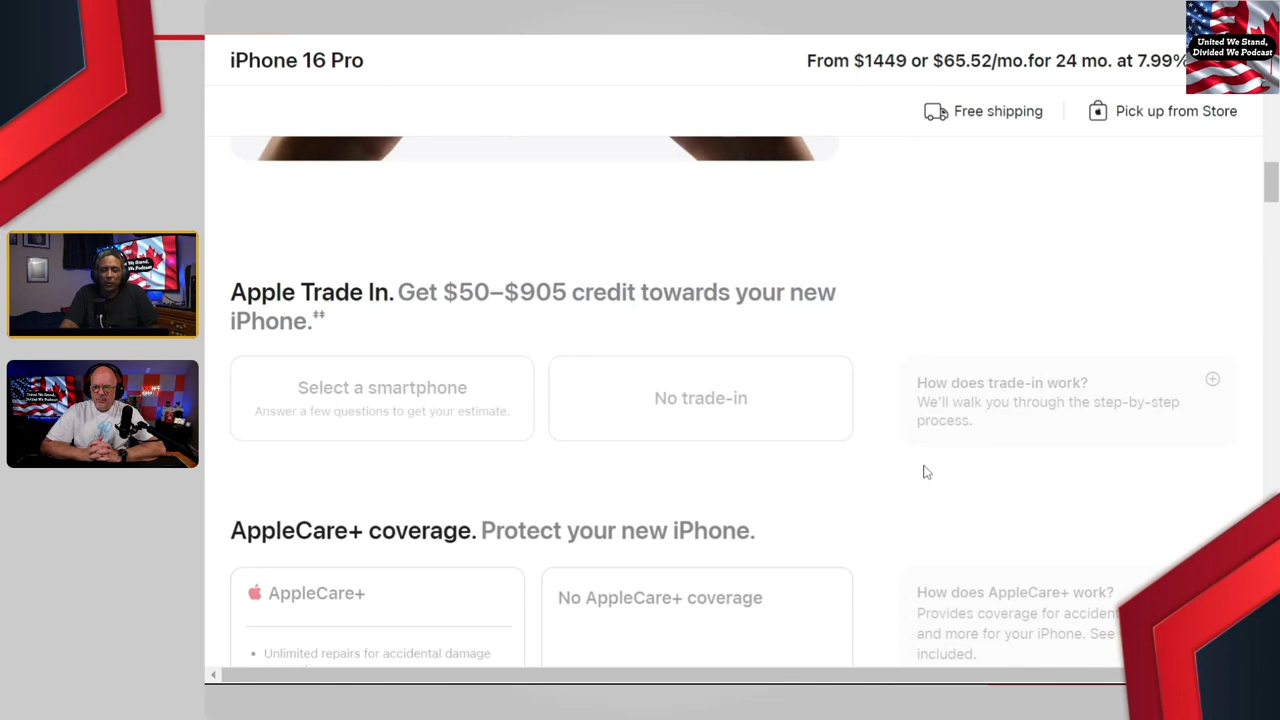 iPhone 16 Pro
From $1449 or $65.52/mo.for 24 mo. at 7.99%
United We Stand,
Divided We Podcast
Free shipping
Pick up from Store
Apple Trade In. Get $50–$905 credit towards your new
iPhone.‡‡
Select a smartphone
Answer a few questions to get your estimate.
No trade-in
How does trade-in work?
We'll walk you through the step-by-step
process.
AppleCare+ coverage. Protect your new iPhone.
AppleCare+
• Unlimited repairs for accidental damage
No AppleCare+ coverage
How does AppleCare+ work?
Provides coverage for acciden
and more for your iPhone. See
included.